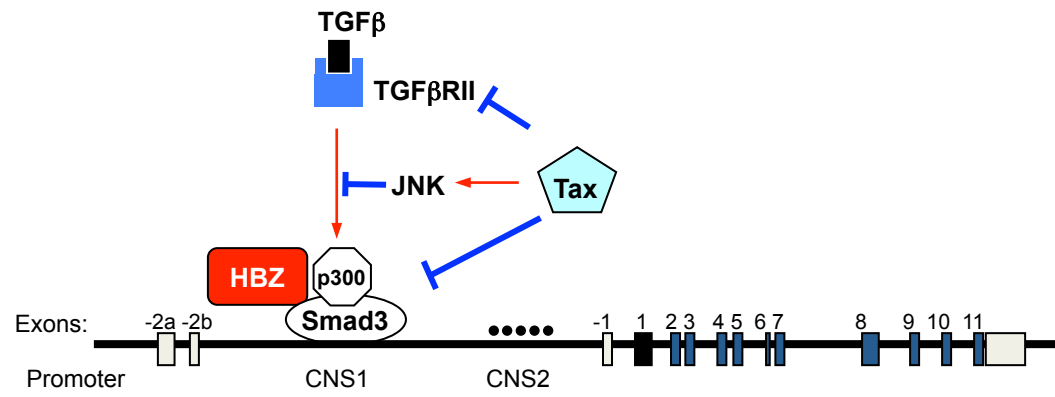 TGFβ
TGFβRII
JNK
Tax
HBZ
p300
Smad3
Exons:
-2a -2b
-1 1 2 3 4 5 6 7 8 9 10 11
Promoter
CNS1
CNS2